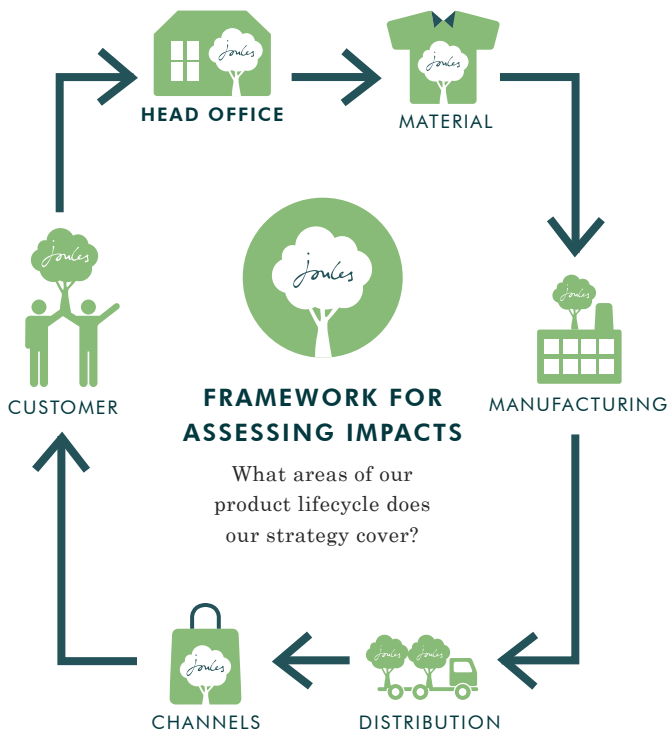 joules
HEAD OFFICE
joules
MATERIAL
joules
CUSTOMER
joules
FRAMEWORK FOR
ASSESSING IMPACTS
What areas of our
product lifecycle does
our strategy cover?
joules
MANUFACTURING
joules
CHANNELS
joules
joules
DISTRIBUTION